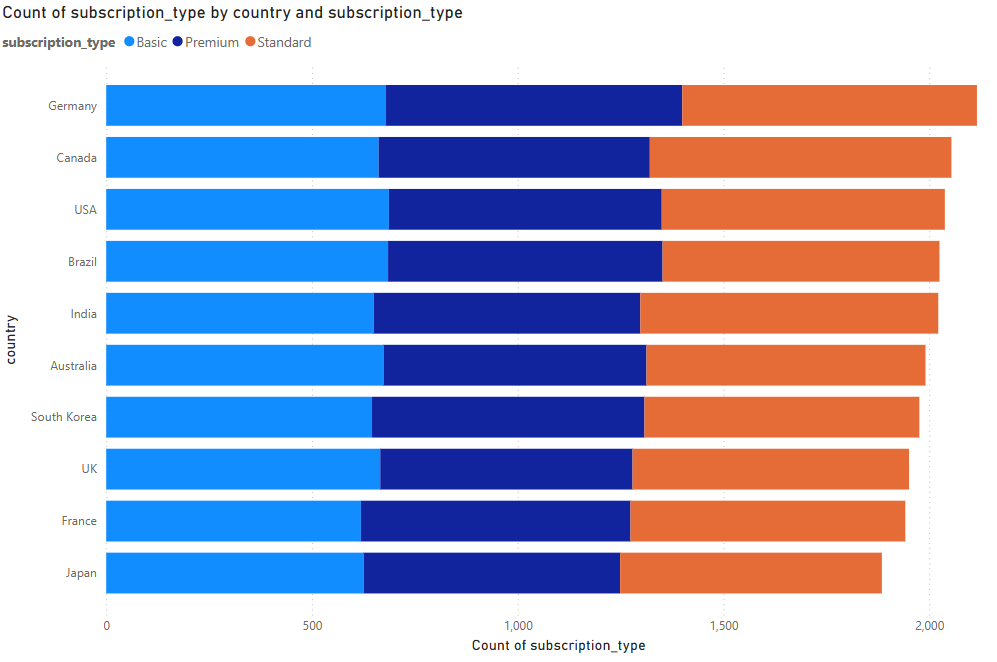 Count of subscription_type by country and subscription_type
subscription_type Basic Premium Standard
Germany
Canada
USA
Brazil
India
Australia
South Korea
UK
France
Japan
country
0 500 1,000 1,500 2,000
Count of subscription_type